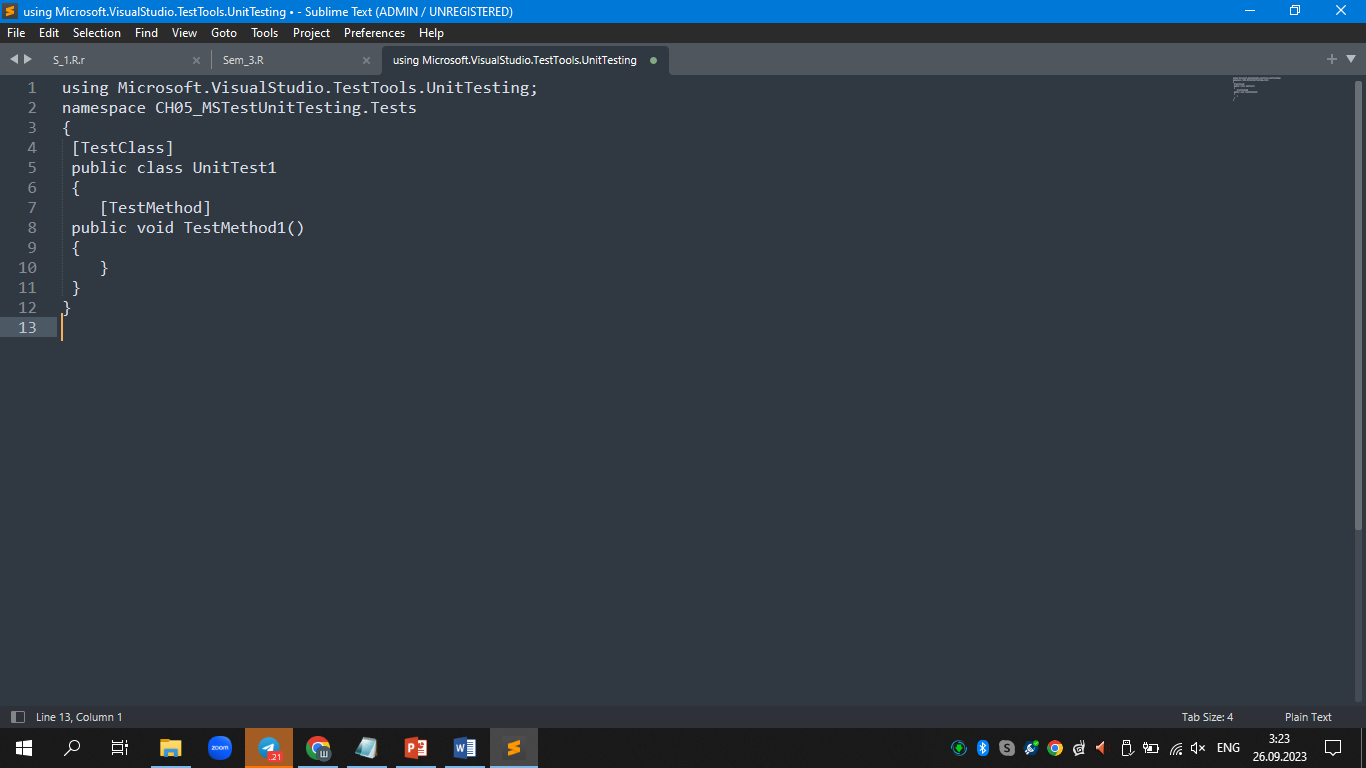 using Microsoft.VisualStudio.TestTools.UnitTesting • - Sublime Text (ADMIN / UNREGISTERED)
File Edit Selection Find View Goto Tools Project Preferences Help
S_1.R.r Sem_3.R using Microsoft.VisualStudio.TestTools.UnitTesting
1 using Microsoft.VisualStudio.TestTools.UnitTesting;
2 namespace CH05_MSTestUnitTesting.Tests
3 {
4 [TestClass]
5 public class UnitTest1
6 {
7 [TestMethod]
8 public void TestMethod1()
9 {
10 }
11 }
12 }
13
Line 13, Column 1 Tab Size: 4 Plain Text
zoom ..21 ENG 3:23
26.09.2023